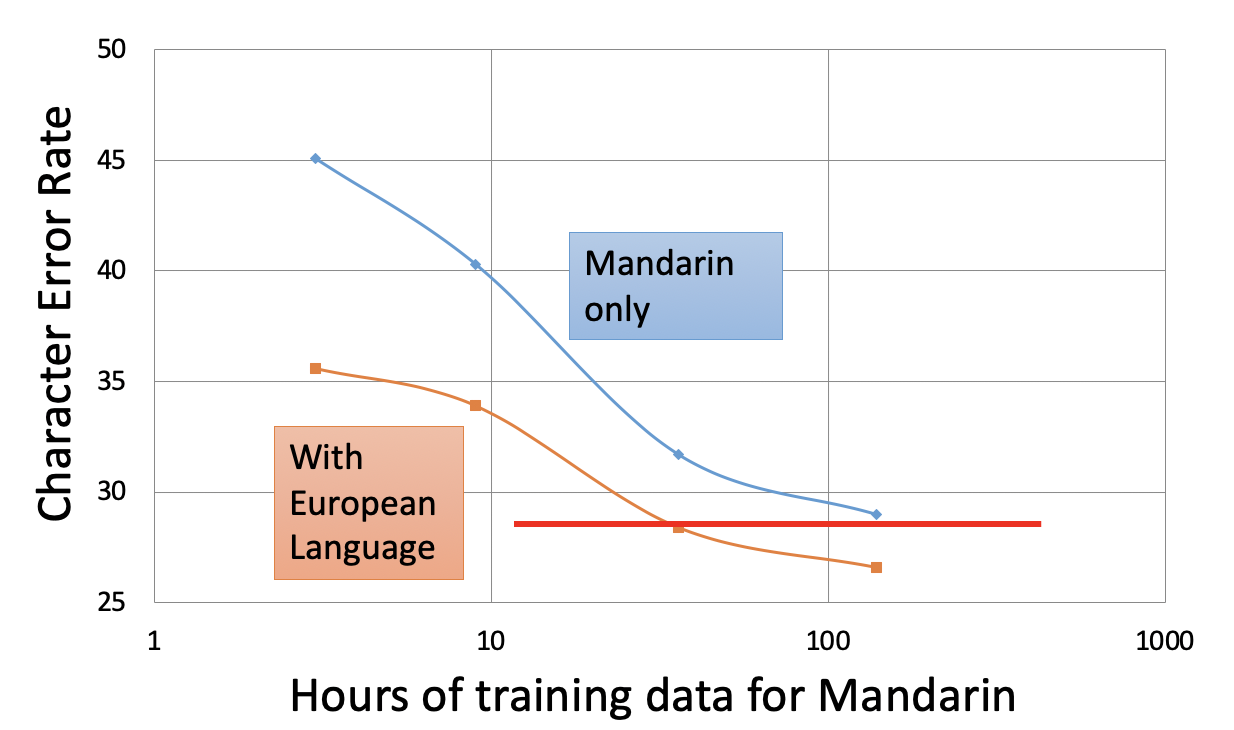 Character Error Rate
50
45
40
35
30
25
Mandarin
only
With
European
Language
1
10
100
1000
Hours of training data for Mandarin